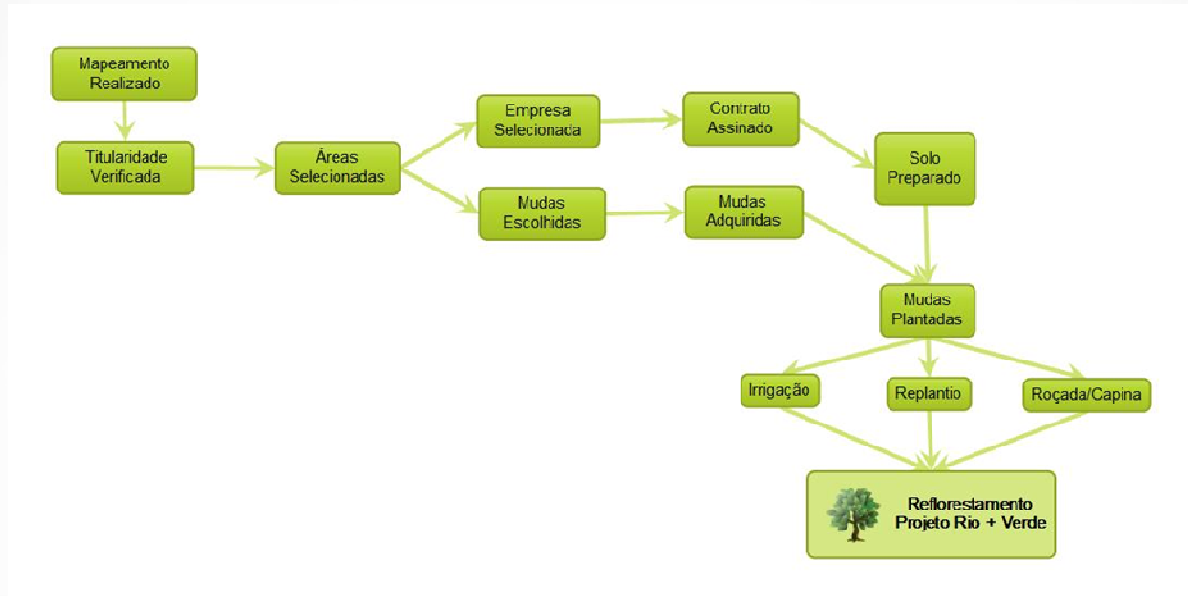 Mapeamento
Realizado
Titularidade
Verificada
Áreas
Selecionadas
Empresa
Selecionada
Contrato
Assinado
Solo
Preparado
Mudas
Escolhidas
Mudas
Adquiridas
Mudas
Plantadas
Irrigação
Replantio
Roçada/Capina
Reflorestamento
Projeto Rio + Verde